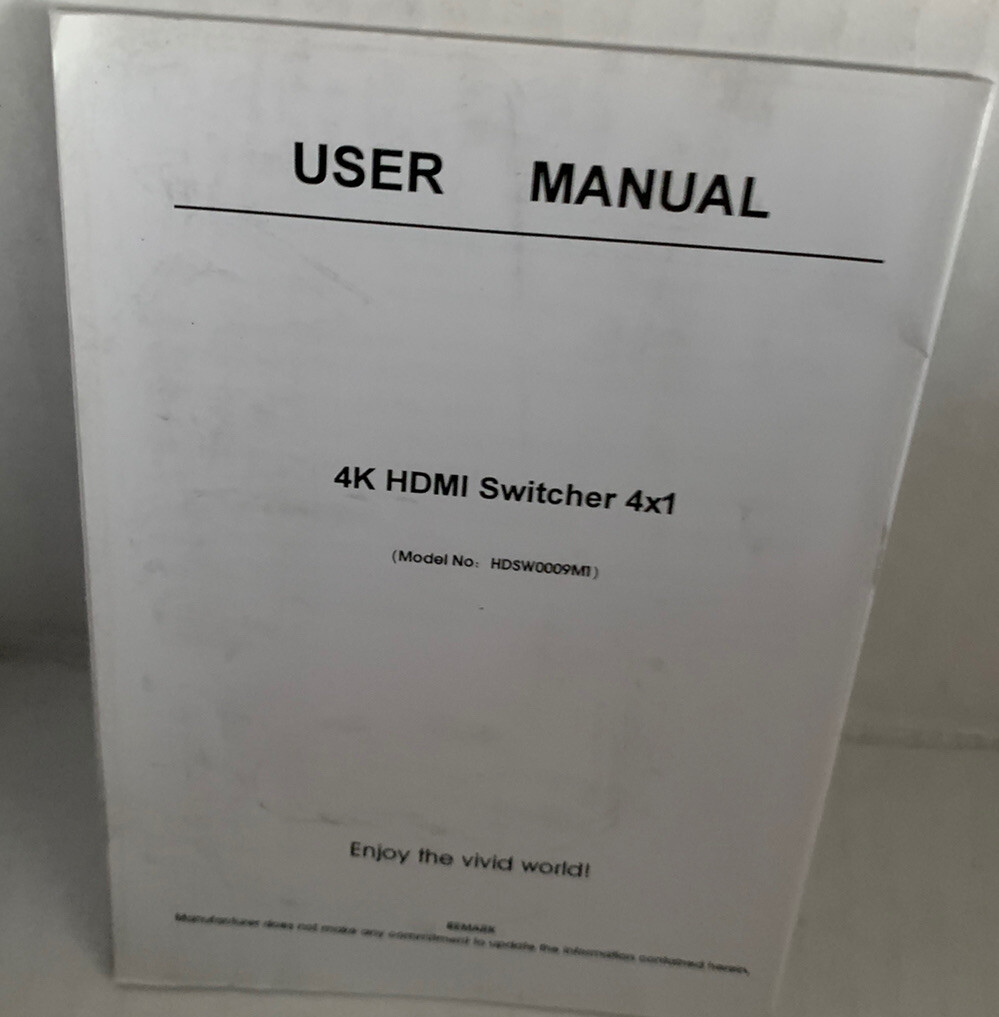 USER MANUAL
4K HDMI Switcher 4x1
(Model No: HDSW0009M1)
Enjoy the vivid world!
REMARK
Manufacturer does not make any commitment to update the information contained herein.